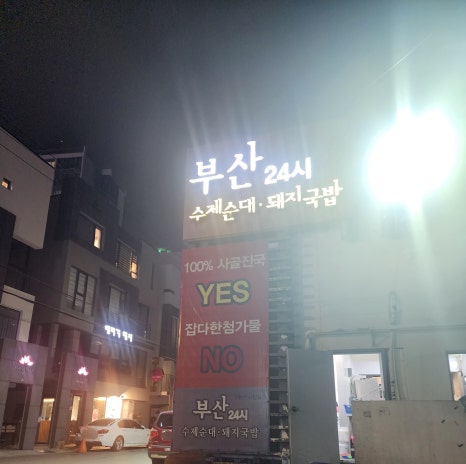 부산 24시
수제순대·돼지국밥
100% 사골진국
YES
잡다한첨가물
NO
부산 24시
수제순대·돼지국밥